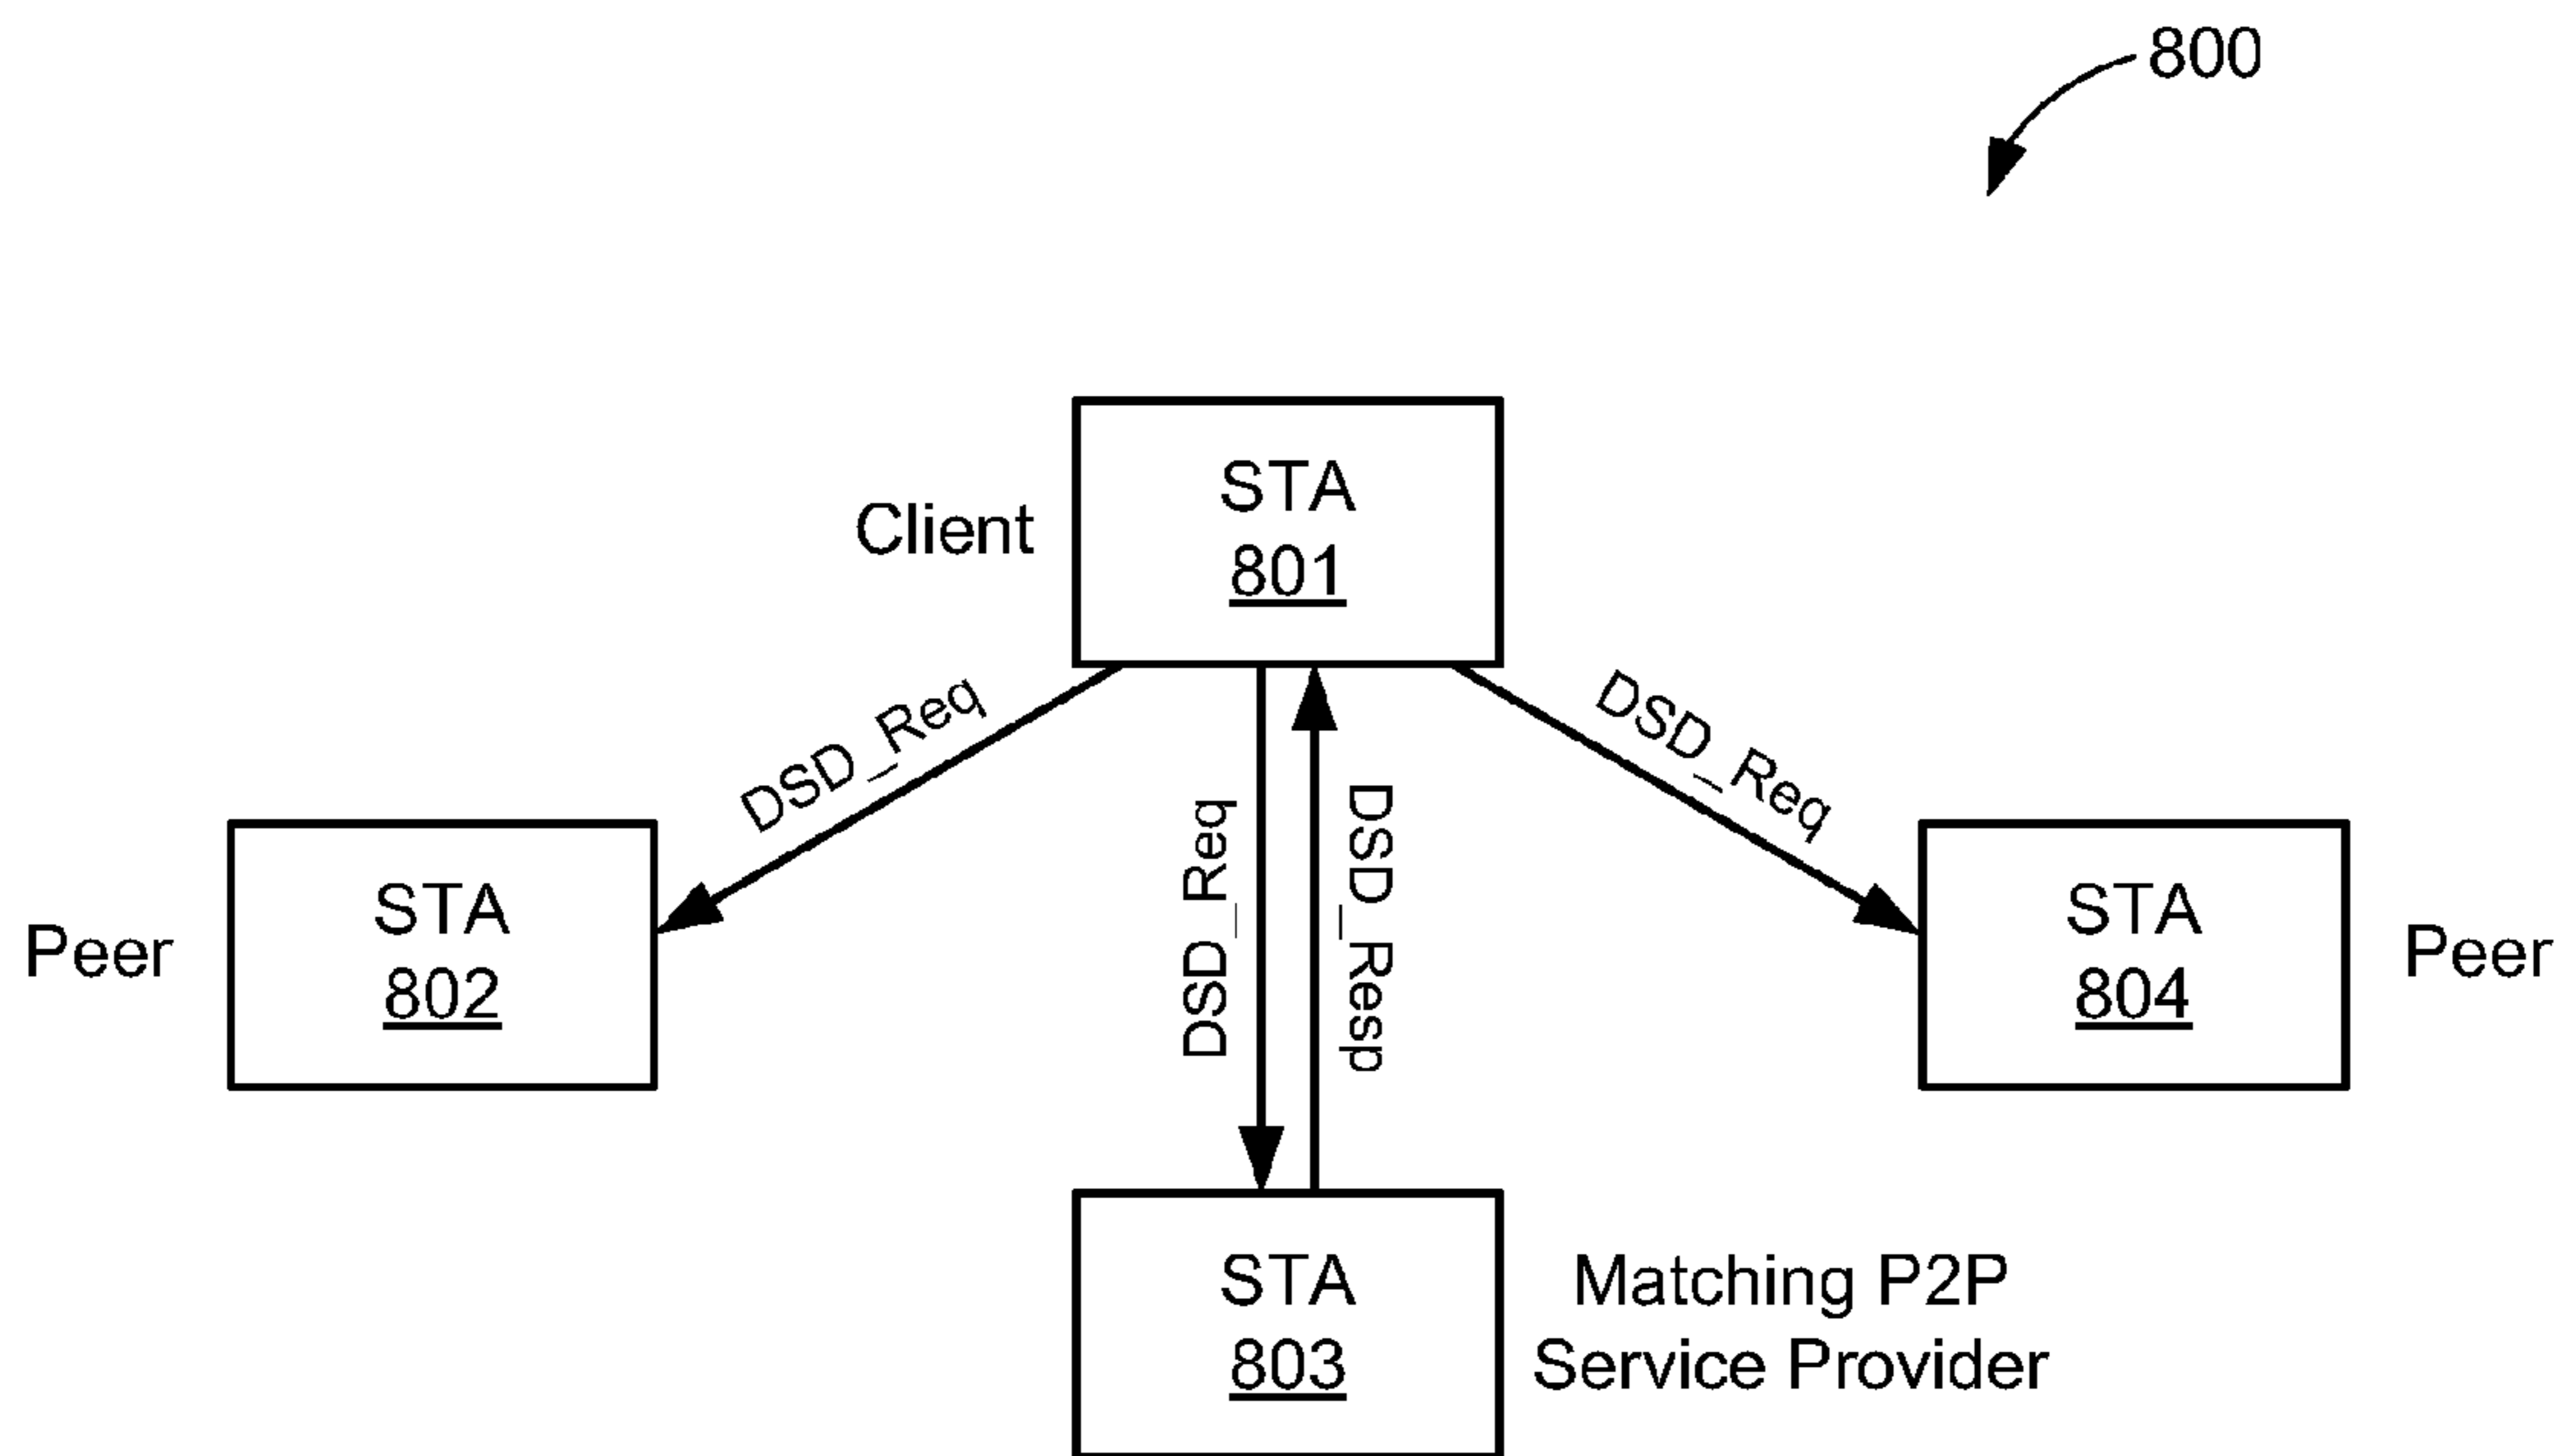 800
STA
801
Client
DSD_Req
DSD_Req
DSD_Resp
DSD_Req
Peer
STA
802
STA
804
Peer
STA
803
Matching P2P
Service Provider